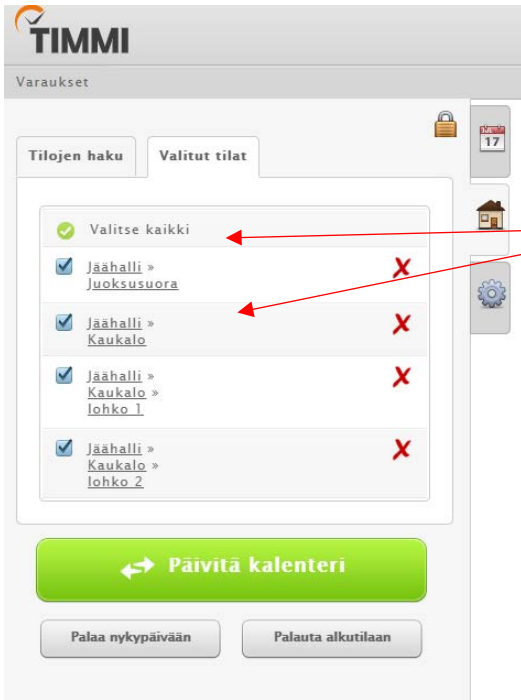 TIMMI
Varaukset
17
Tilojen haku
Valitut tilat
Valitse kaikki
Jäähalli »
Juoksusuora
Jäähalli »
Kaukalo
Jäähalli »
Kaukalo »
lohko 1
Jäähalli »
Kaukalo »
lohko 2
Päivitä kalenteri
Palaa nykypäivään
Palauta alkutilaan